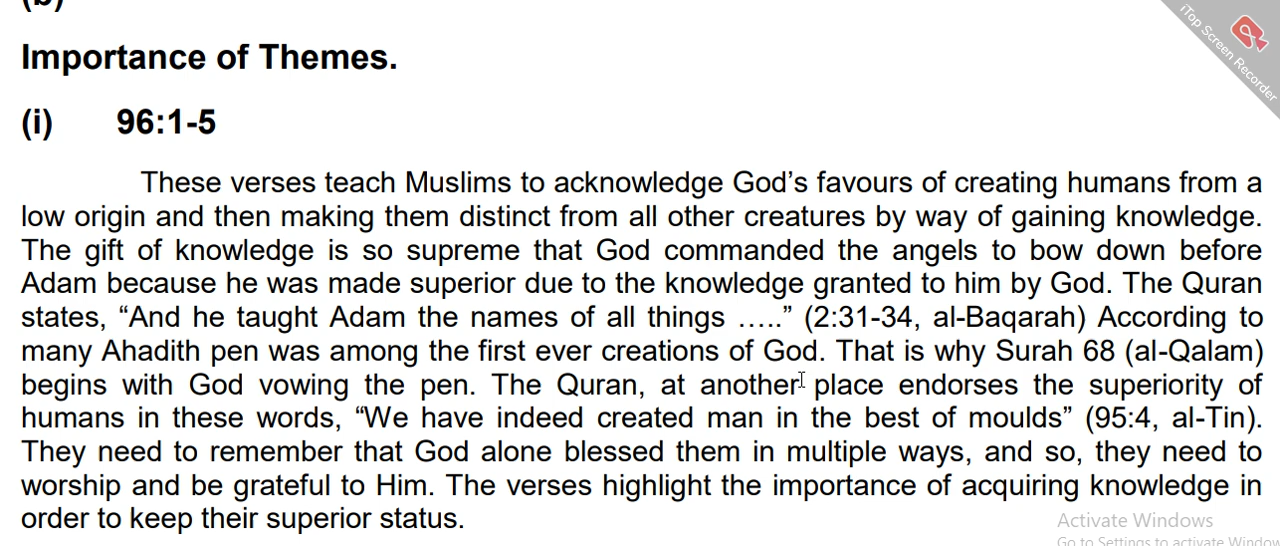 (b)
Importance of Themes.
(i) 96:1-5
These verses teach Muslims to acknowledge God’s favours of creating humans from a
low origin and then making them distinct from all other creatures by way of gaining knowledge.
The gift of knowledge is so supreme that God commanded the angels to bow down before
Adam because he was made superior due to the knowledge granted to him by God. The Quran
states, “And he taught Adam the names of all things …..” (2:31-34, al-Baqarah) According to
many Ahadith pen was among the first ever creations of God. That is why Surah 68 (al-Qalam)
begins with God vowing the pen. The Quran, at another place endorses the superiority of
humans in these words, “We have indeed created man in the best of moulds” (95:4, al-Tin).
They need to remember that God alone blessed them in multiple ways, and so, they need to
worship and be grateful to Him. The verses highlight the importance of acquiring knowledge in
order to keep their superior status.
iTop Screen Recorder
Activate Windows
Go to Settings to activate Window